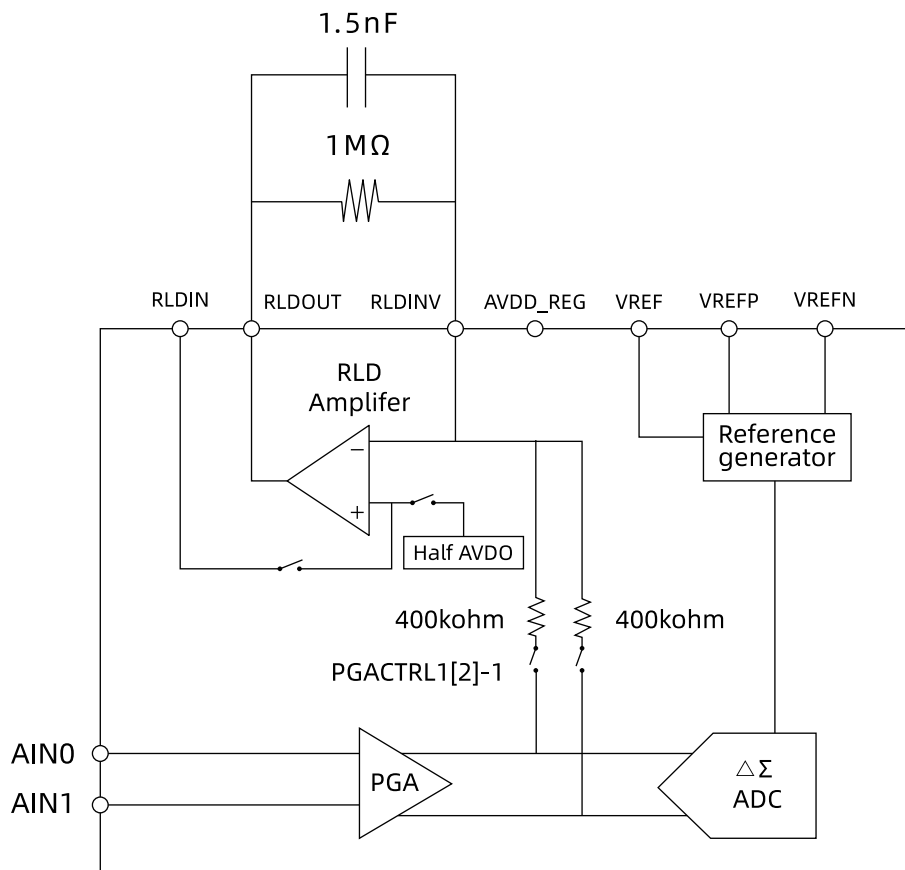 1.5nF
1MΩ
RLDIN
RLDOUT
RLDINV
AVDD_REG
VREF
VREFP
VREFN
RLD
Amplifer
−
+
Half AVDO
Reference
generator
400kohm
400kohm
PGACTRL1[2]-1
AIN0
AIN1
PGA
△Σ
ADC